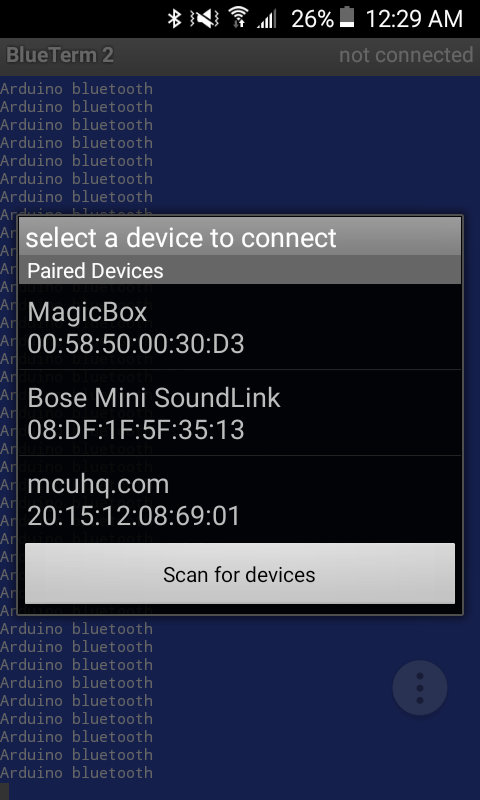 26% 12:29 AM
BlueTerm 2 not connected
Arduino bluetooth
Arduino bluetooth
Arduino bluetooth
Arduino bluetooth
Arduino bluetooth
Arduino bluetooth
Arduino bluetooth
select a device to connect
Paired Devices
MagicBox
00:58:50:00:30:D3
Bose Mini SoundLink
08:DF:1F:5F:35:13
mcuhq.com
20:15:12:08:69:01
Scan for devices
Arduino bluetooth
Arduino bluetooth
Arduino bluetooth
Arduino bluetooth
Arduino bluetooth
Arduino bluetooth
Arduino bluetooth
Arduino bluetooth
Arduino bluetooth